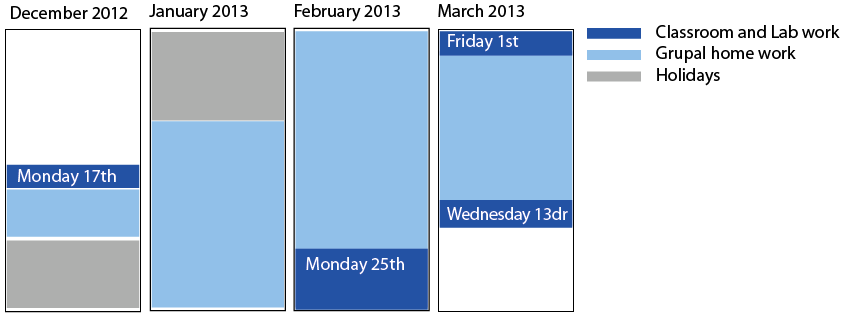 December 2012
January 2013
February 2013
March 2013
Classroom and Lab work
Grupal home work
Holidays
Friday 1st
Monday 17th
Wednesday 13dr
Monday 25th